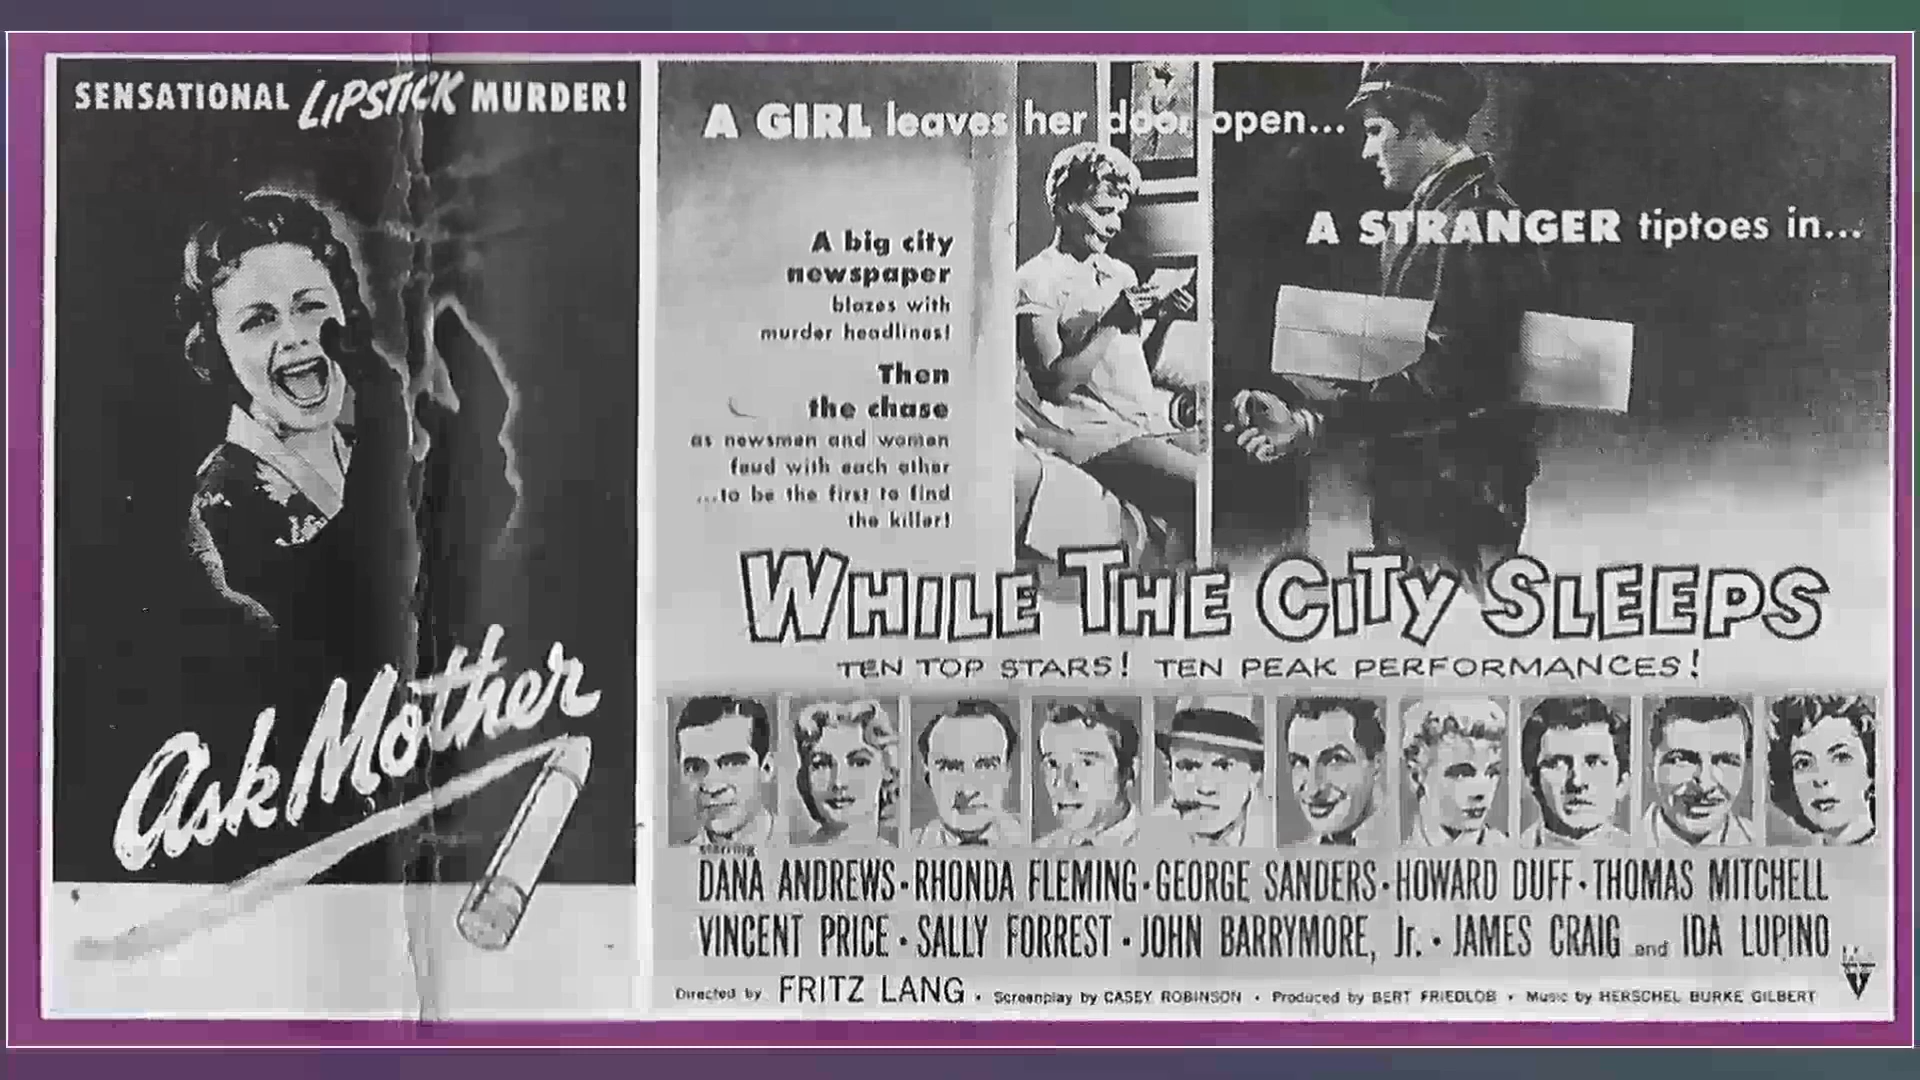 SENSATIONAL LIPSTICK MURDER!
Ask Mother
A GIRL leaves her door open...
A STRANGER tiptoes in...
A big city
newspaper
blazes with
murder headlines!
Then
the chase
as newsmen and women
feud with each other
...to be the first to find
the killer!
WHILE THE CITY SLEEPS
TEN TOP STARS! TEN PEAK PERFORMANCES!
starring
DANA ANDREWS · RHONDA FLEMING · GEORGE SANDERS · HOWARD DUFF · THOMAS MITCHELL
VINCENT PRICE · SALLY FORREST · JOHN BARRYMORE, Jr. · JAMES CRAIG and IDA LUPINO
Directed by FRITZ LANG · Screenplay by CASEY ROBINSON · Produced by BERT FRIEDLOB · Music by HERSCHEL BURKE GILBERT